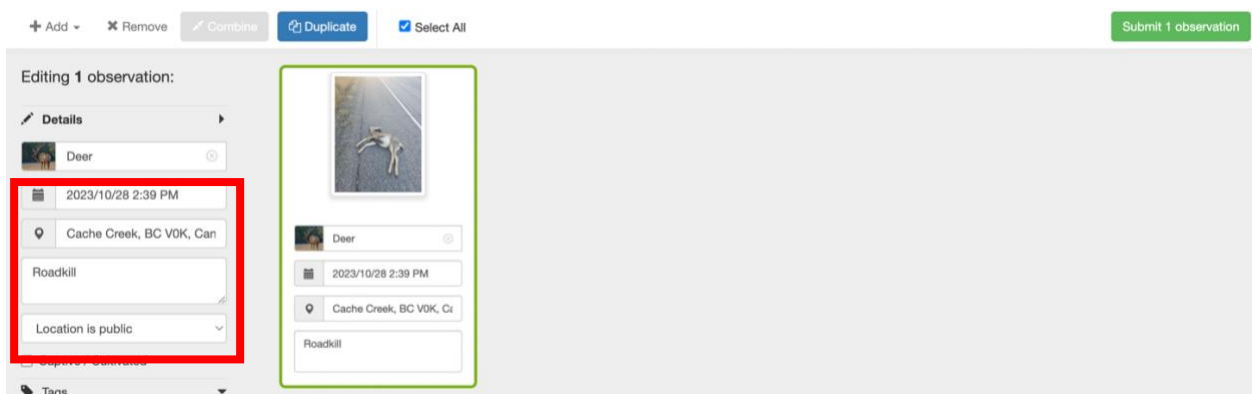 Add Remove Combine Duplicate Select All Submit 1 observation
Editing 1 observation:
Details
Deer
2023/10/28 2:39 PM
Cache Creek, BC V0K, Can
Roadkill
Location is public
Tags
Deer
2023/10/28 2:39 PM
Cache Creek, BC V0K, Ca
Roadkill